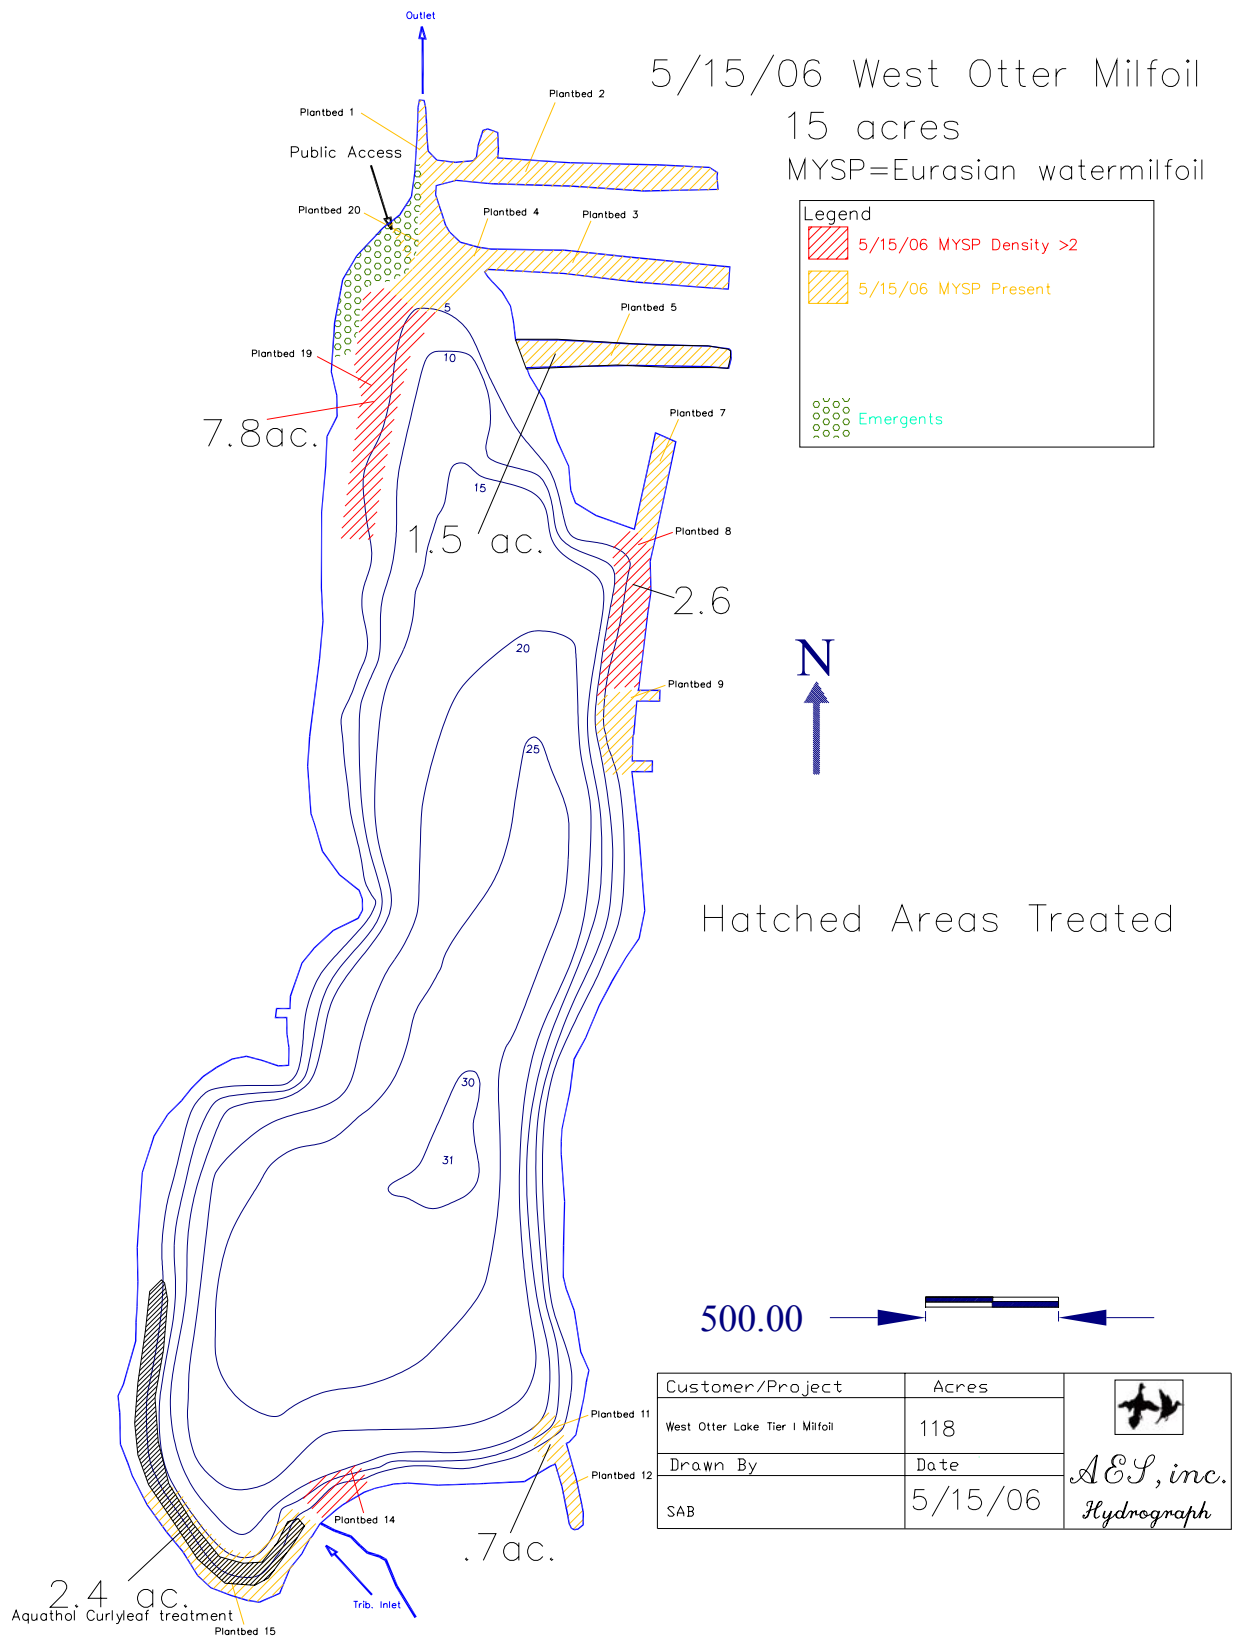 Outlet
5/15/06 West Otter Milfoil
15 acres
MYSP=Eurasian watermilfoil
Plantbed 2
Plantbed 1
Public Access
Plantbed 20
Plantbed 4
Plantbed 3
Legend
5/15/06 MYSP Density >2
5/15/06 MYSP Present
Emergents
5
Plantbed 5
Plantbed 19
10
7.8ac.
Plantbed 7
15
1.5 ac.
Plantbed 8
2.6
20
N
Plantbed 9
25
Hatched Areas Treated
30
31
500.00
Customer/Project
Acres
West Otter Lake Tier I Milfoil
118
Drawn By
Date
SAB
5/15/06
AES, inc.
Hydrograph
Plantbed 11
Plantbed 12
Plantbed 14
.7ac.
2.4 ac.
Aquathol Curlyleaf treatment
Trib. Inlet
Plantbed 15